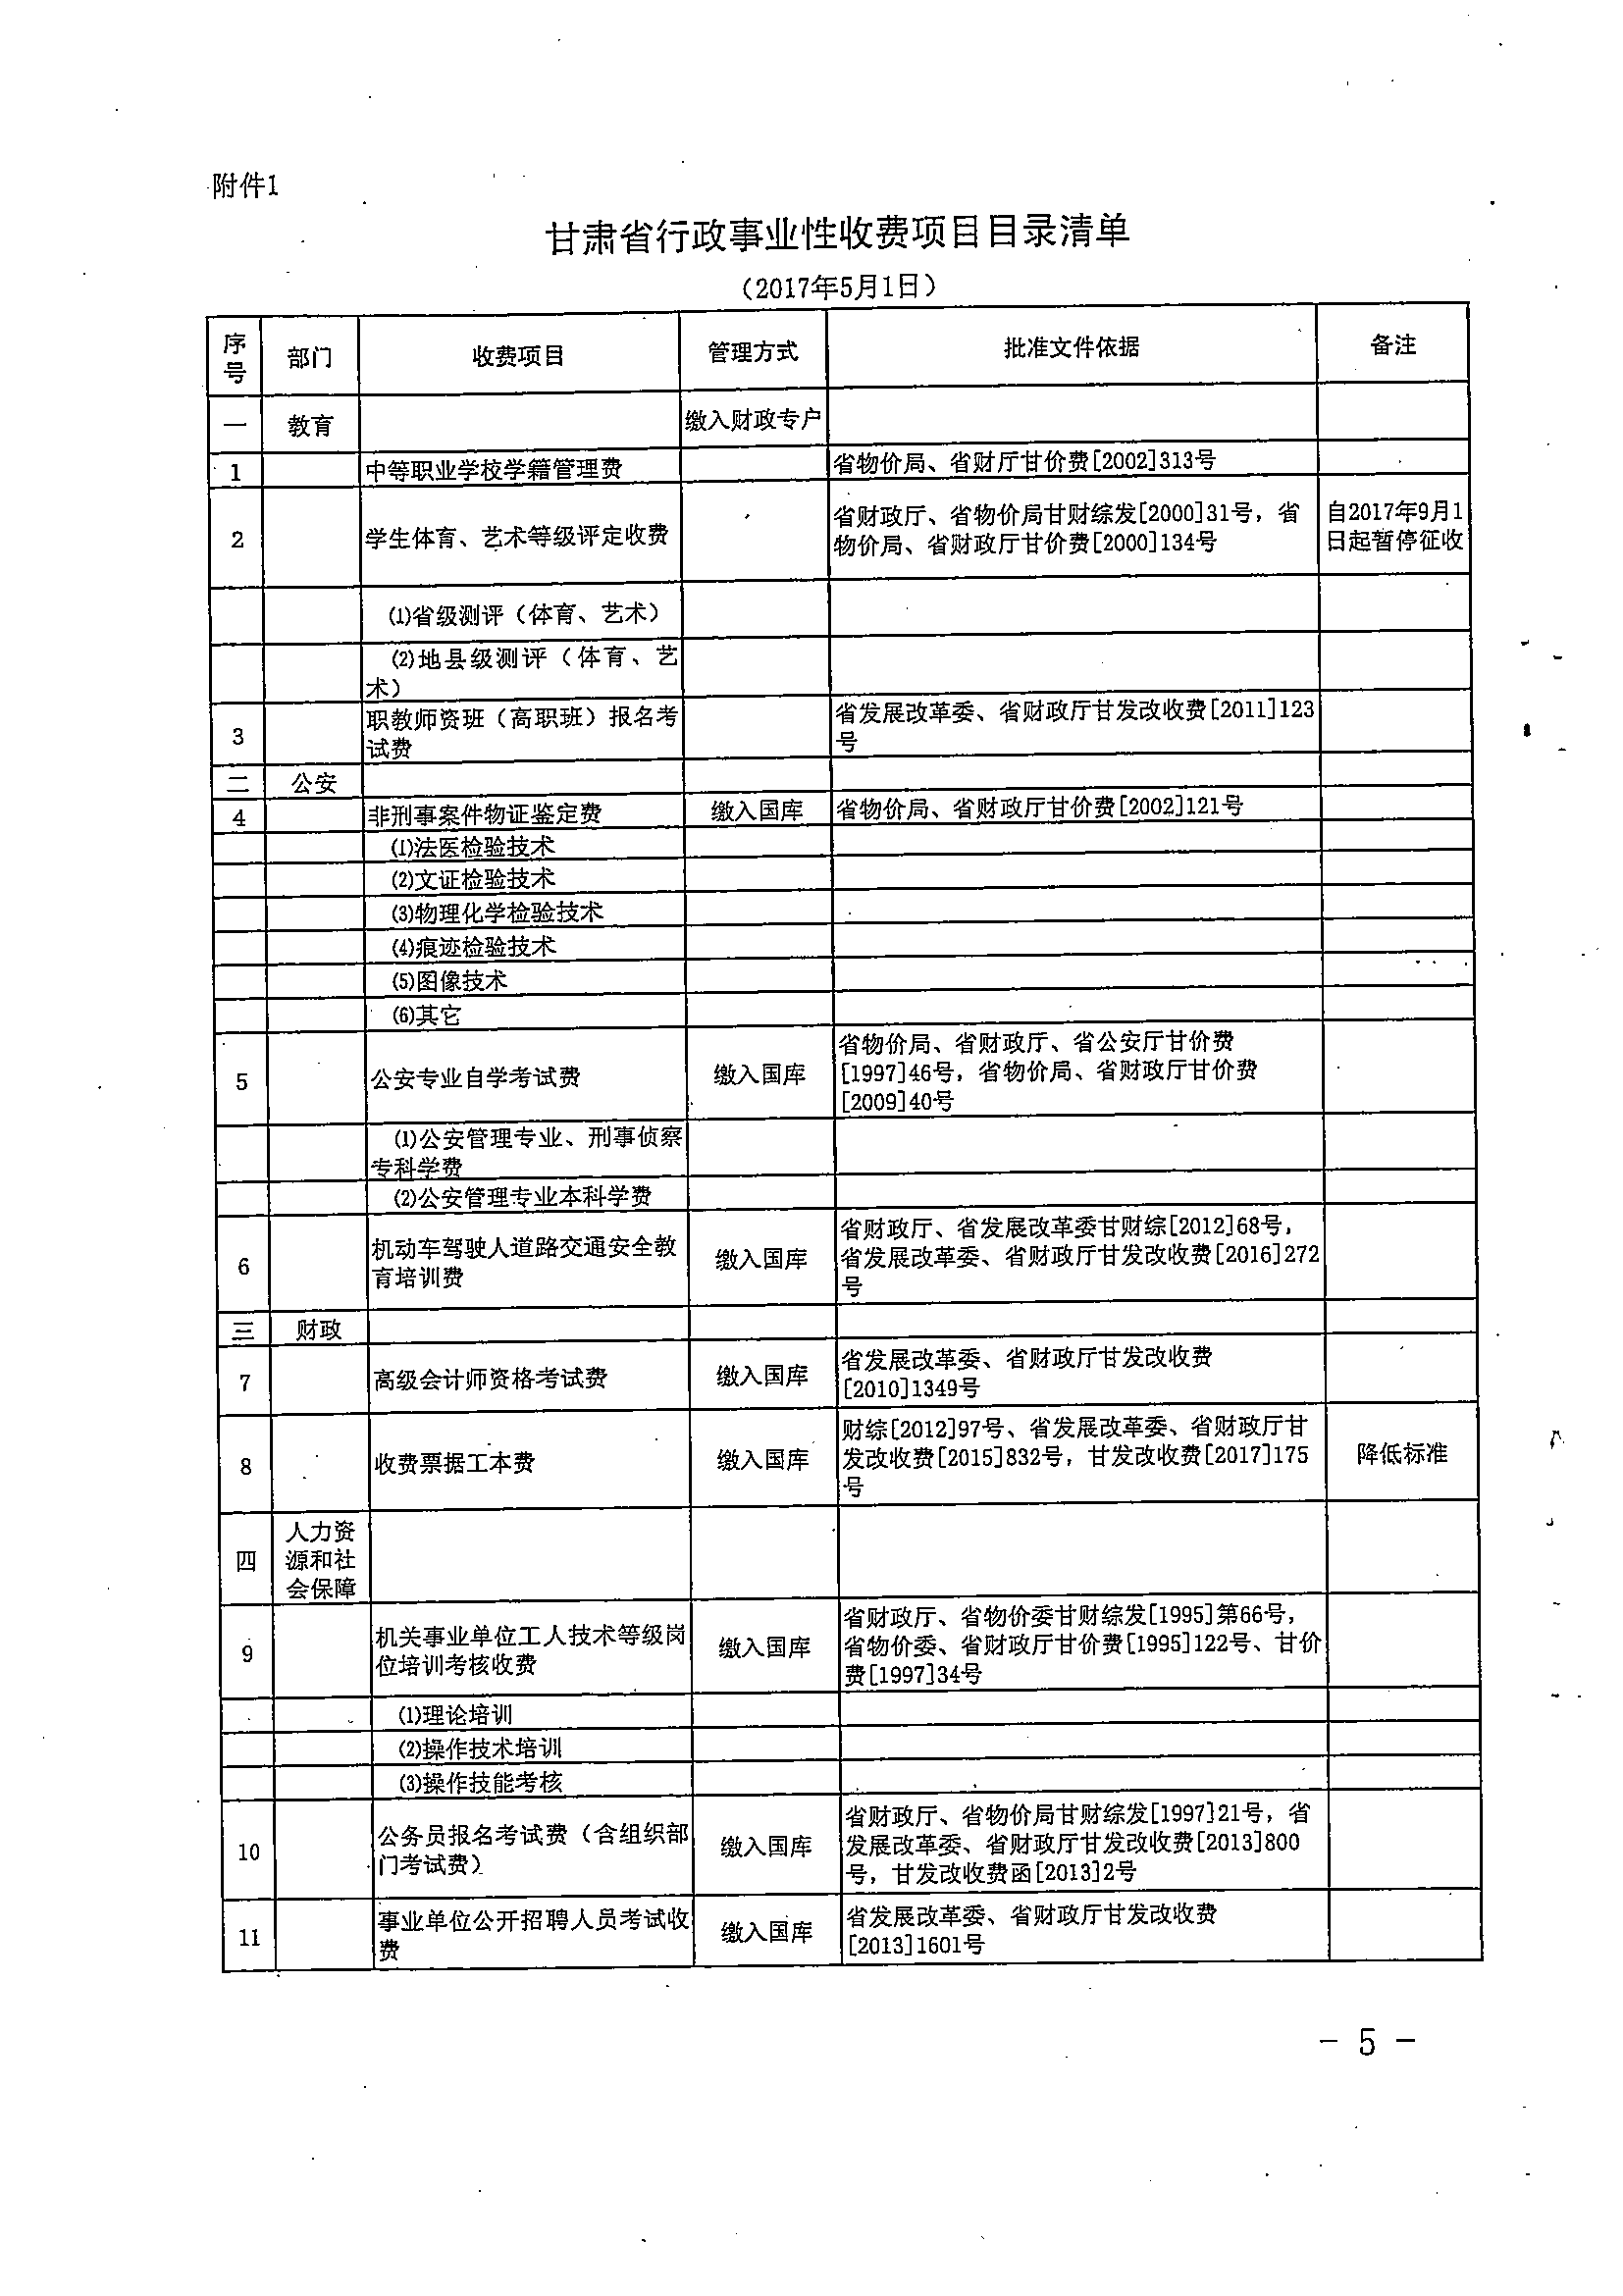 附件1
甘肃省行政事业性收费项目目录清单
（2017年5月1日）
序号 部门 收费项目 管理方式 批准文件依据 备注
一 教育 缴入财政专户
1 中等职业学校学籍管理费 省物价局、省财厅甘价费[2002]313号
2 学生体育、艺术等级评定收费 省财政厅、省物价局甘财综发[2000]31号，省物价局、省财政厅甘价费[2000]134号 自2017年9月1日起暂停征收
(1)省级测评（体育、艺术）
(2)地县级测评（体育、艺术）
3 职教师资班（高职班）报名考试费 省发展改革委、省财政厅甘发改收费[2011]123号
二 公安
4 非刑事案件物证鉴定费 缴入国库 省物价局、省财政厅甘价费[2002]121号
(1)法医检验技术
(2)文证检验技术
(3)物理化学检验技术
(4)痕迹检验技术
(5)图像技术
(6)其它
5 公安专业自学考试费 缴入国库 省物价局、省财政厅、省公安厅甘价费[1997]46号，省物价局、省财政厅甘价费[2009]40号
(1)公安管理专业、刑事侦察专科学费
(2)公安管理专业本科学费
6 机动车驾驶人道路交通安全教育培训费 缴入国库 省财政厅、省发展改革委甘财综[2012]68号，省发展改革委、省财政厅甘发改收费[2016]272号
三 财政
7 高级会计师资格考试费 缴入国库 省发展改革委、省财政厅甘发改收费[2010]1349号
8 收费票据工本费 缴入国库 财综[2012]97号、省发展改革委、省财政厅甘发改收费[2015]832号，甘发改收费[2017]175号 降低标准
四 人力资源和社会保障
9 机关事业单位工人技术等级岗位培训考核收费 缴入国库 省财政厅、省物价委甘财综发[1995]第66号，省物价委、省财政厅甘价费[1995]122号、甘价费[1997]34号
(1)理论培训
(2)操作技术培训
(3)操作技能考核
10 公务员报名考试费（含组织部门考试费） 缴入国库 省财政厅、省物价局甘财综发[1997]21号，省发展改革委、省财政厅甘发改收费[2013]800号，甘发改收费函[2013]2号
11 事业单位公开招聘人员考试收费 缴入国库 省发展改革委、省财政厅甘发改收费[2013]1601号
- 5 -